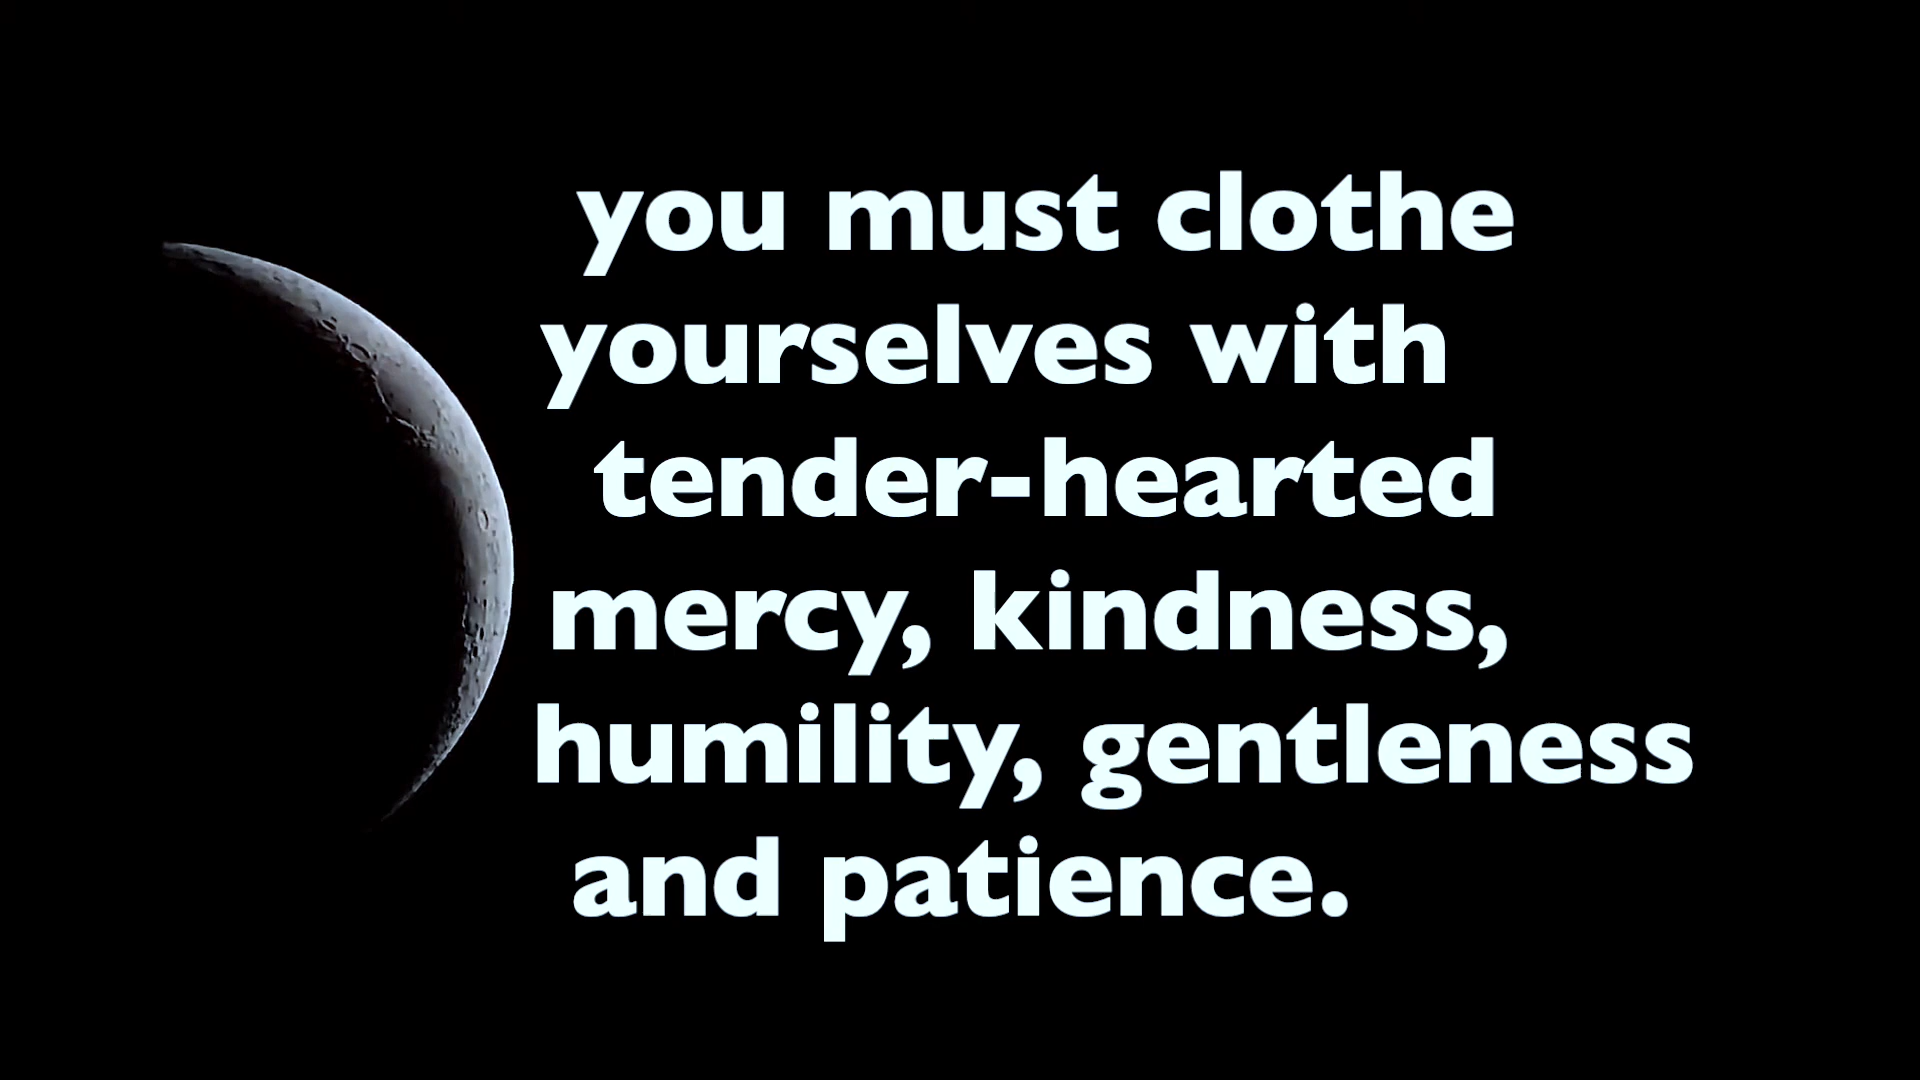 you must clothe
yourselves with
tender-hearted
mercy, kindness,
humility, gentleness
and patience.